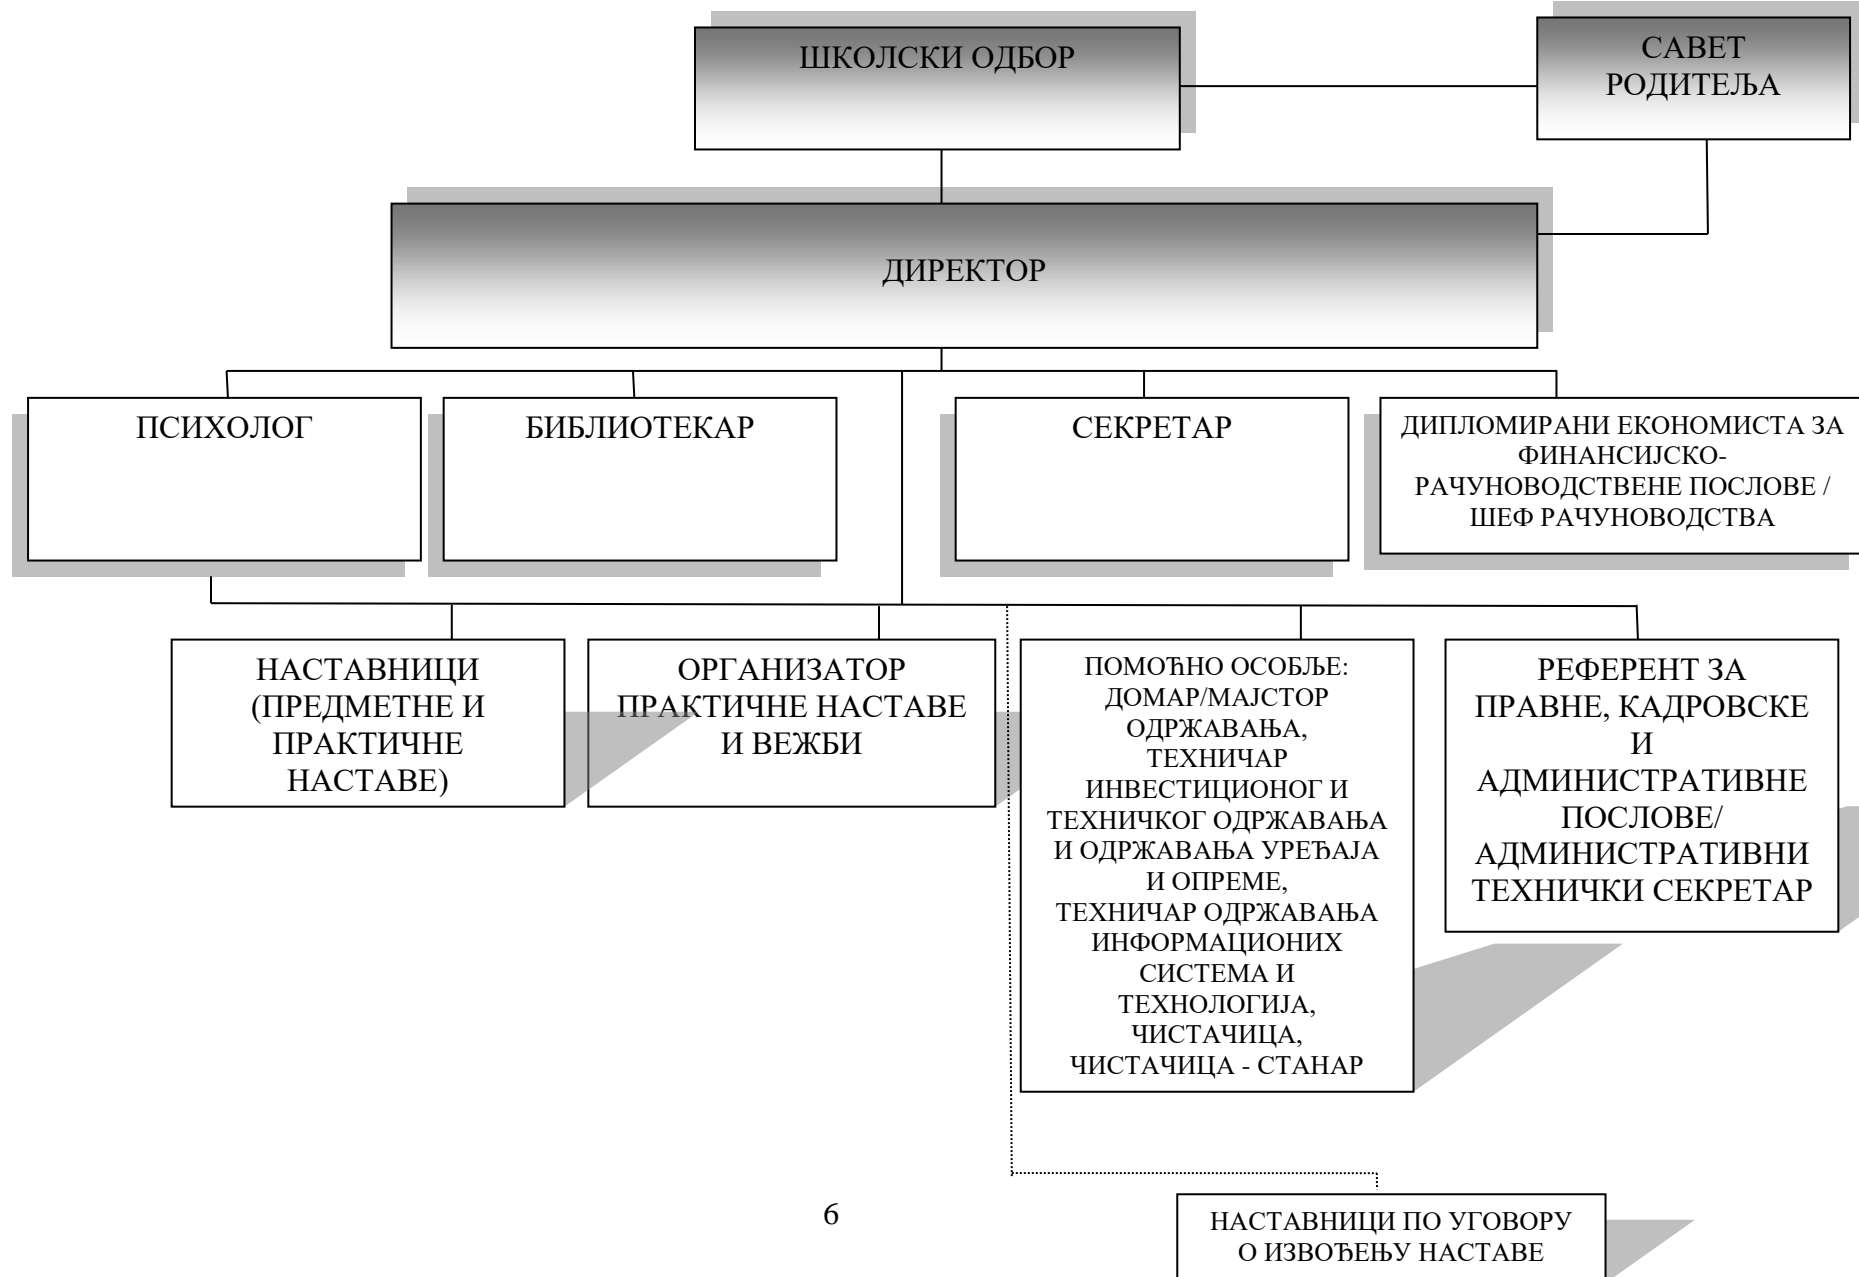 ШКОЛСКИ ОДБОР
САВЕТ
РОДИТЕЉА
ДИРЕКТОР
ПСИХОЛОГ
БИБЛИОТЕКАР
СЕКРЕТАР
ДИПЛОМИРАНИ ЕКОНОМИСТА ЗА
ФИНАНСИЈСКО-
РАЧУНОВОДСТВЕНЕ ПОСЛОВЕ /
ШЕФ РАЧУНОВОДСТВА
НАСТАВНИЦИ
(ПРЕДМЕТНЕ И
ПРАКТИЧНЕ
НАСТАВЕ)
ОРГАНИЗАТОР
ПРАКТИЧНЕ НАСТАВЕ
И ВЕЖБИ
ПОМОЋНО ОСОБЉЕ:
ДОМАР/МАЈСТОР
ОДРЖАВАЊА,
ТЕХНИЧАР
ИНВЕСТИЦИОНОГ И
ТЕХНИЧКОГ ОДРЖАВАЊА
И ОДРЖАВАЊА УРЕЂАЈА
И ОПРЕМЕ,
ТЕХНИЧАР ОДРЖАВАЊА
ИНФОРМАЦИОНИХ
СИСТЕМА И
ТЕХНОЛОГИЈА,
ЧИСТАЧИЦА,
ЧИСТАЧИЦА - СТАНАР
РЕФЕРЕНТ ЗА
ПРАВНЕ, КАДРОВСКЕ
И
АДМИНИСТРАТИВНЕ
ПОСЛОВЕ/
АДМИНИСТРАТИВНИ
ТЕХНИЧКИ СЕКРЕТАР
6
НАСТАВНИЦИ ПО УГОВОРУ
О ИЗВОЂЕЊУ НАСТАВЕ